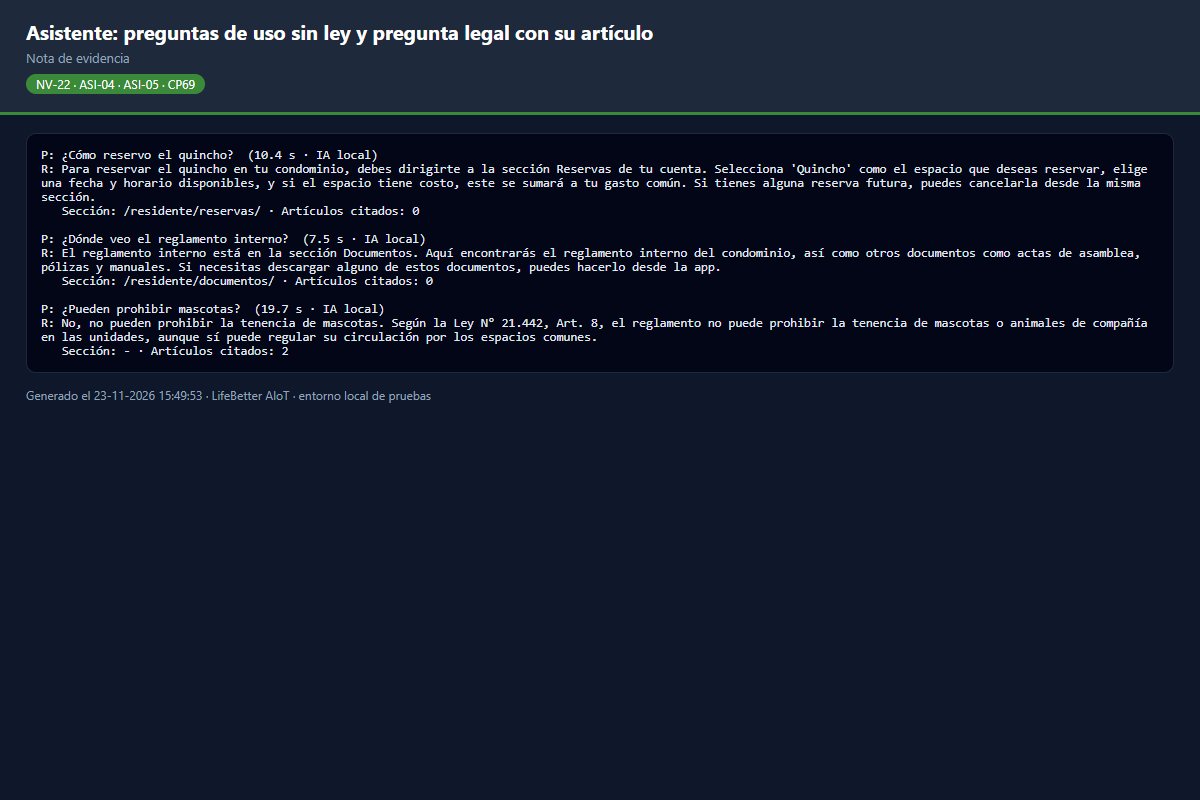 Asistente: preguntas de uso sin ley y pregunta legal con su artículo
Nota de evidencia
NV-22 · ASI-04 · ASI-05 · CP69
P: ¿Cómo reservo el quincho?  (10.4 s · IA local)
R: Para reservar el quincho en tu condominio, debes dirigirte a la sección Reservas de tu cuenta. Selecciona 'Quincho' como el espacio que deseas reservar, elige
una fecha y horario disponibles, y si el espacio tiene costo, este se sumará a tu gasto común. Si tienes alguna reserva futura, puedes cancelarla desde la misma
sección.
Sección: /residente/reservas/ · Artículos citados: 0
P: ¿Dónde veo el reglamento interno?  (7.5 s · IA local)
R: El reglamento interno está en la sección Documentos. Aquí encontrarás el reglamento interno del condominio, así como otros documentos como actas de asamblea,
pólizas y manuales. Si necesitas descargar alguno de estos documentos, puedes hacerlo desde la app.
Sección: /residente/documentos/ · Artículos citados: 0
P: ¿Pueden prohibir mascotas?  (19.7 s · IA local)
R: No, no pueden prohibir la tenencia de mascotas. Según la Ley Nº 21.442, Art. 8, el reglamento no puede prohibir la tenencia de mascotas o animales de compañía
en las unidades, aunque sí puede regular su circulación por los espacios comunes.
Sección: - · Artículos citados: 2
Generado el 23-11-2026 15:49:53 · LifeBetter AIoT · entorno local de pruebas